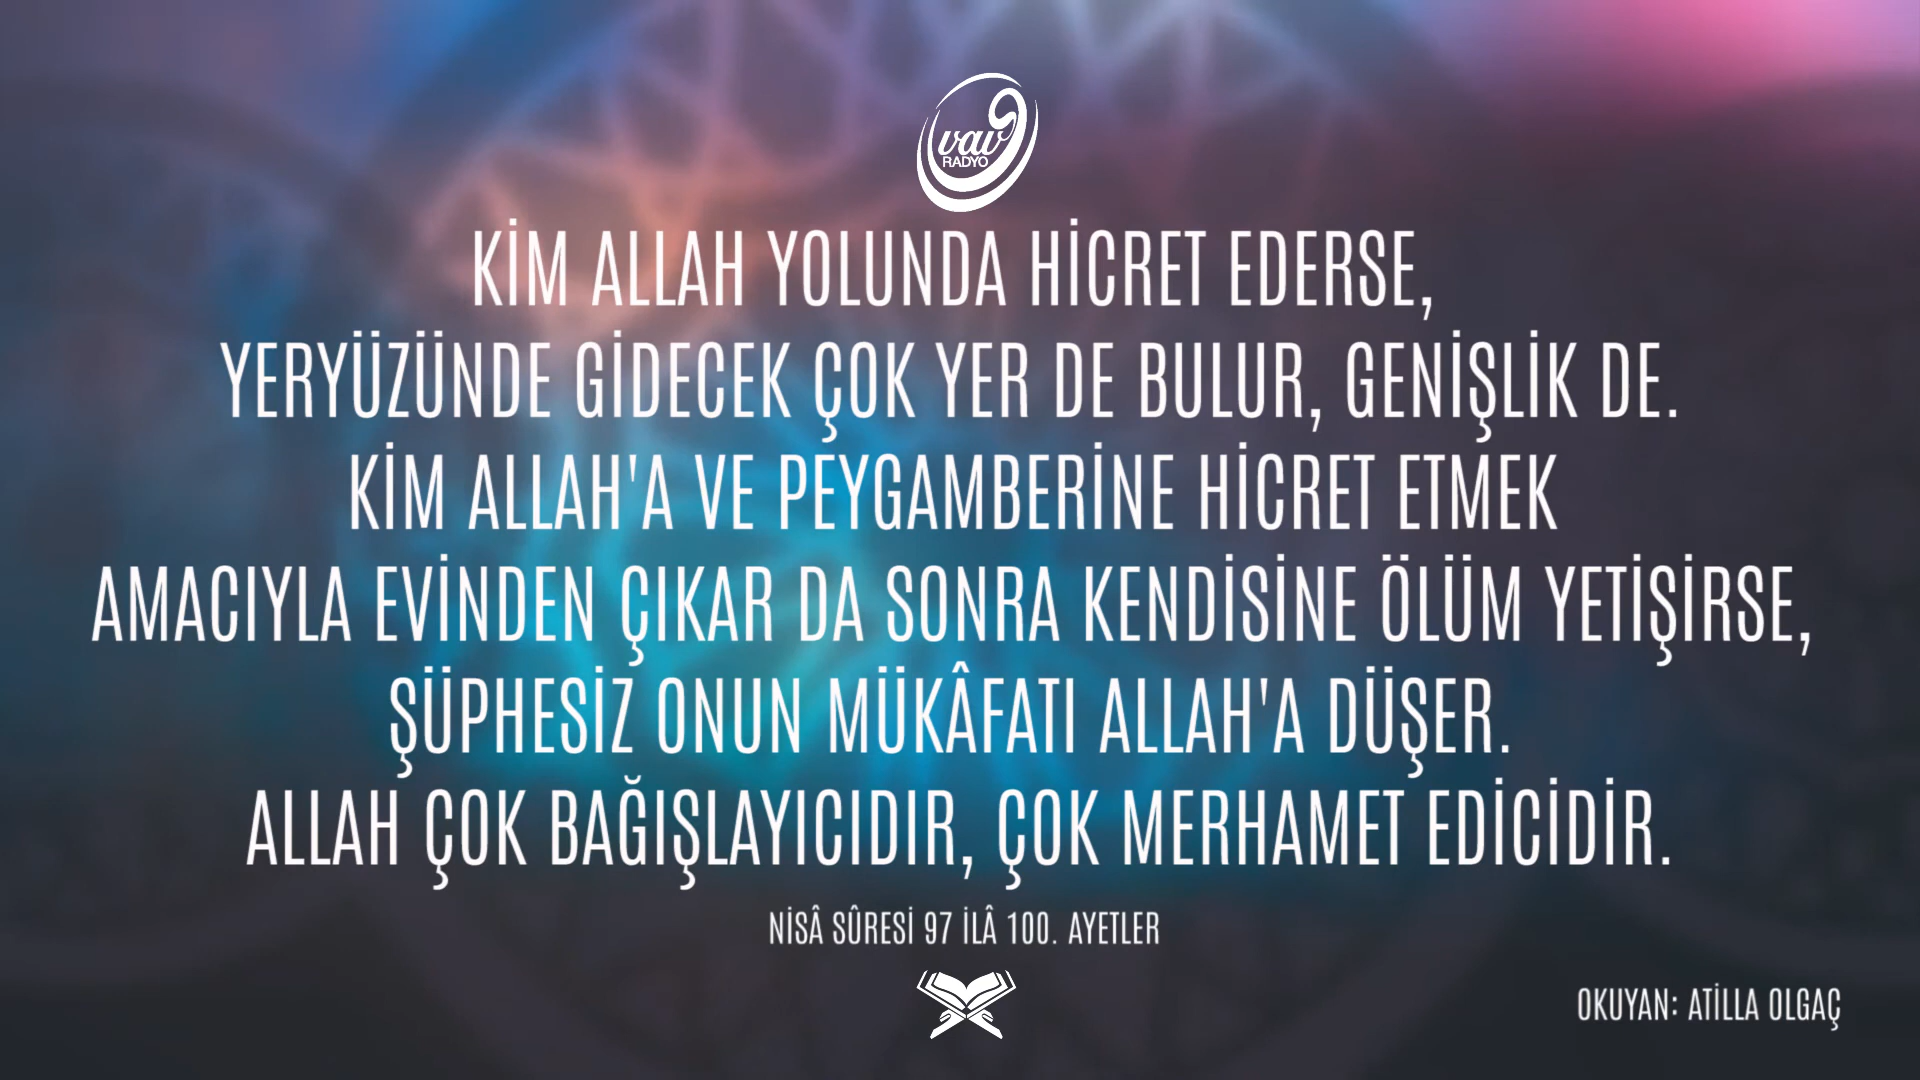 vav
RADYO
KİM ALLAH YOLUNDA HİCRET EDERSE,
YERYÜZÜNDE GİDECEK ÇOK YER DE BULUR, GENİŞLİK DE.
KİM ALLAH'A VE PEYGAMBERİNE HİCRET ETMEK
AMACIYLA EVİNDEN ÇIKAR DA SONRA KENDİSİNE ÖLÜM YETİŞİRSE,
ŞÜPHESİZ ONUN MÜKÂFATI ALLAH'A DÜŞER.
ALLAH ÇOK BAĞIŞLAYICIDIR, ÇOK MERHAMET EDİCİDİR.
NİSÂ SÛRESİ 97 İLÂ 100. AYETLER
OKUYAN: ATİLLA OLGAÇ